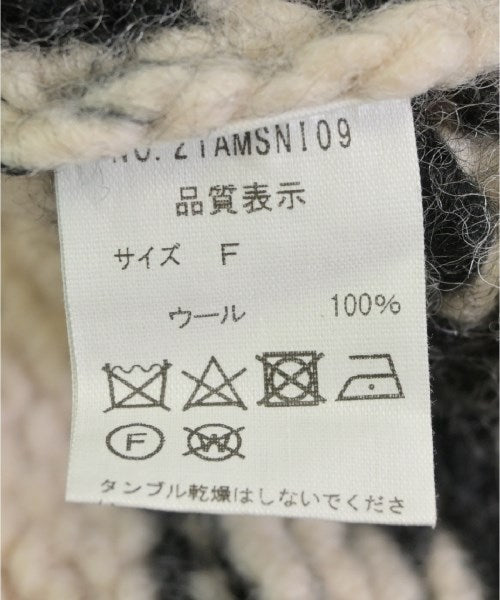 NO. 21AMSNI09
品質表示
サイズ F
ウール 100%
F W
タンブル乾燥はしないでくださ